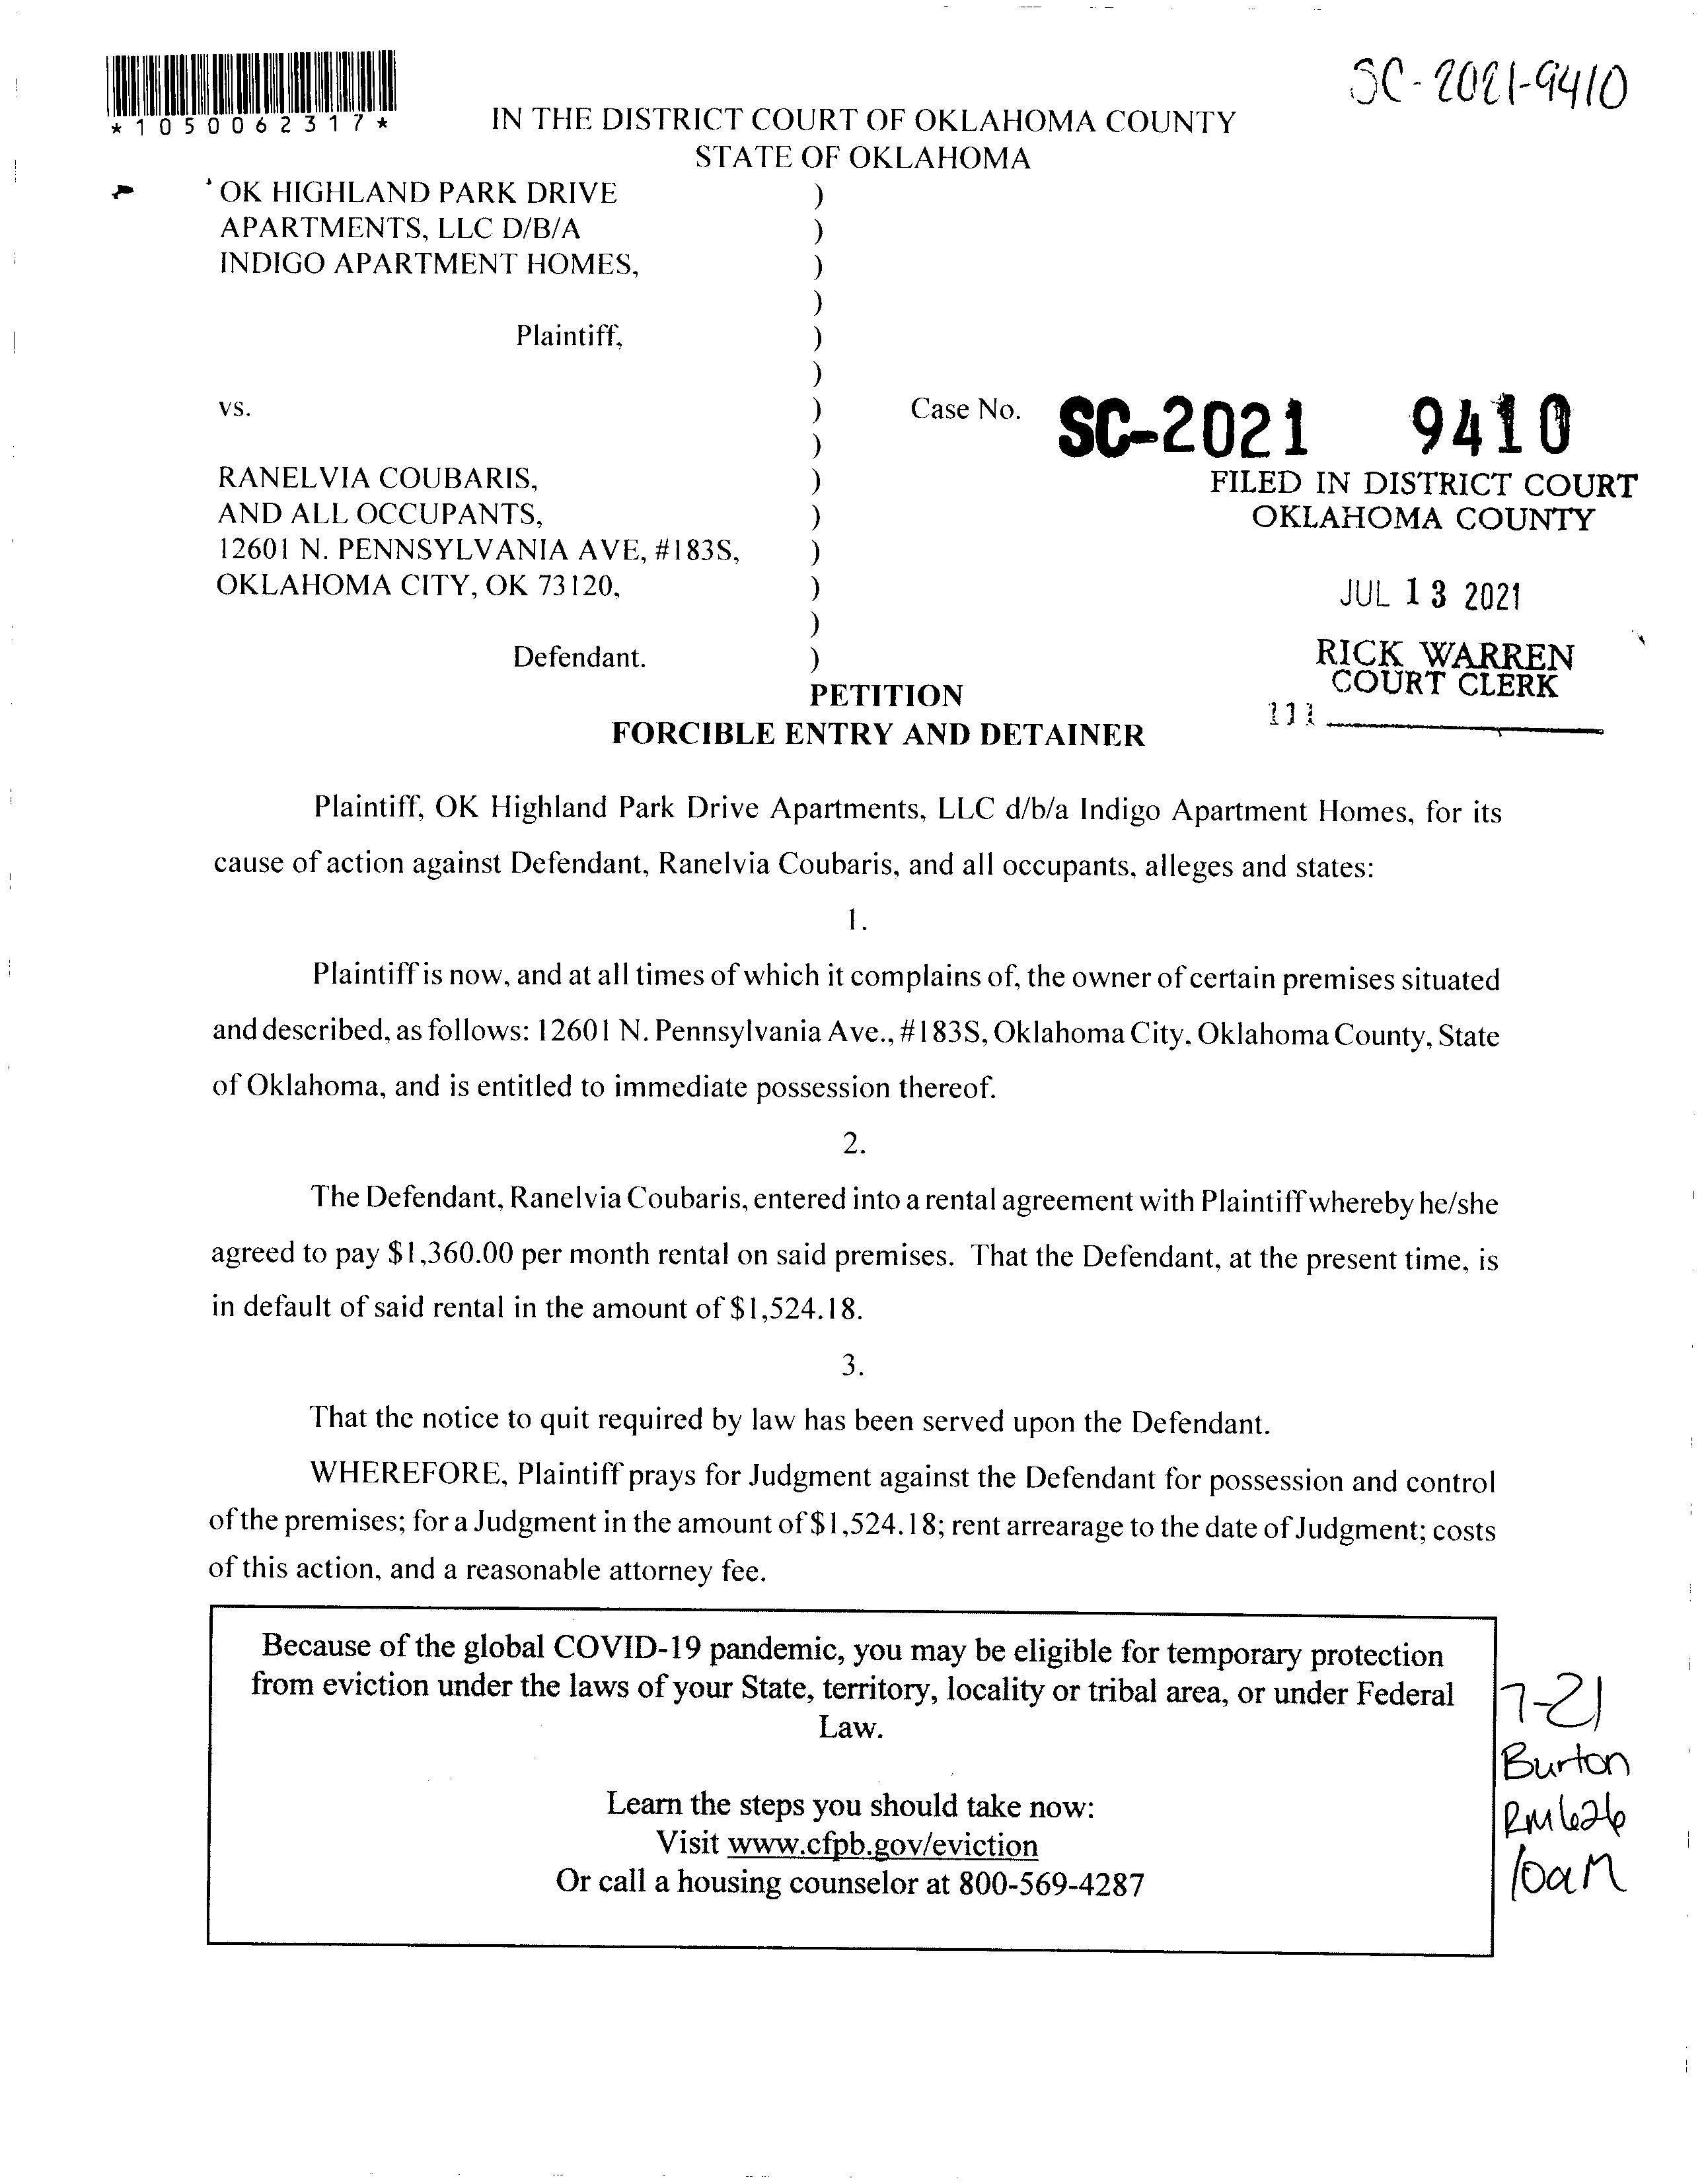 SC-2021-9410
*1050062317*
IN THE DISTRICT COURT OF OKLAHOMA COUNTY
STATE OF OKLAHOMA
OK HIGHLAND PARK DRIVE )
APARTMENTS, LLC D/B/A )
INDIGO APARTMENT HOMES, )
)
Plaintiff, )
)
vs. ) Case No. SC-2021 9410
)
RANELVIA COUBARIS, )
AND ALL OCCUPANTS, )
12601 N. PENNSYLVANIA AVE, #183S, )
OKLAHOMA CITY, OK 73120, )
)
Defendant. )
FILED IN DISTRICT COURT
OKLAHOMA COUNTY
JUL 13 2021
RICK WARREN
COURT CLERK
111
PETITION
FORCIBLE ENTRY AND DETAINER
Plaintiff, OK Highland Park Drive Apartments, LLC d/b/a Indigo Apartment Homes, for its
cause of action against Defendant, Ranelvia Coubaris, and all occupants, alleges and states:
1.
Plaintiff is now, and at all times of which it complains of, the owner of certain premises situated
and described, as follows: 12601 N. Pennsylvania Ave., #183S, Oklahoma City, Oklahoma County, State
of Oklahoma, and is entitled to immediate possession thereof.
2.
The Defendant, Ranelvia Coubaris, entered into a rental agreement with Plaintiff whereby he/she
agreed to pay $1,360.00 per month rental on said premises. That the Defendant, at the present time, is
in default of said rental in the amount of $1,524.18.
3.
That the notice to quit required by law has been served upon the Defendant.
WHEREFORE, Plaintiff prays for Judgment against the Defendant for possession and control
of the premises; for a Judgment in the amount of $1,524.18; rent arrearage to the date of Judgment; costs
of this action, and a reasonable attorney fee.
Because of the global COVID-19 pandemic, you may be eligible for temporary protection
from eviction under the laws of your State, territory, locality or tribal area, or under Federal
Law.
Learn the steps you should take now:
Visit www.cfpb.gov/eviction
Or call a housing counselor at 800-569-4287
7-21
Burton
RM626
10am